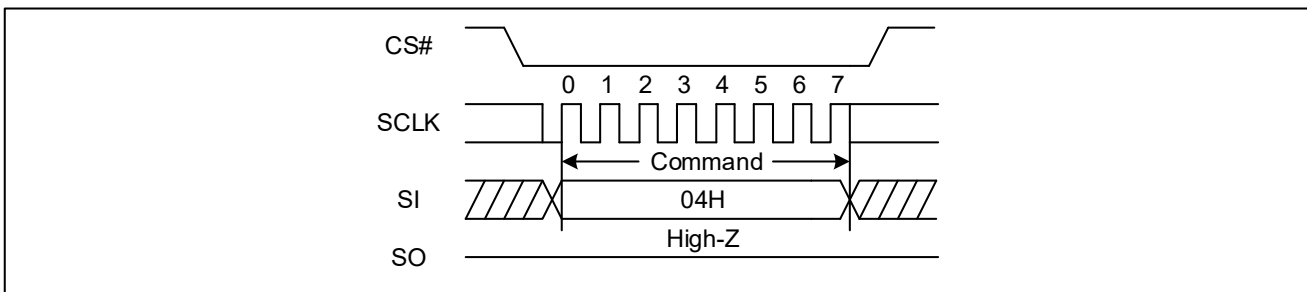 CS#
0 1 2 3 4 5 6 7
SCLK
Command
SI
04H
High-Z
SO